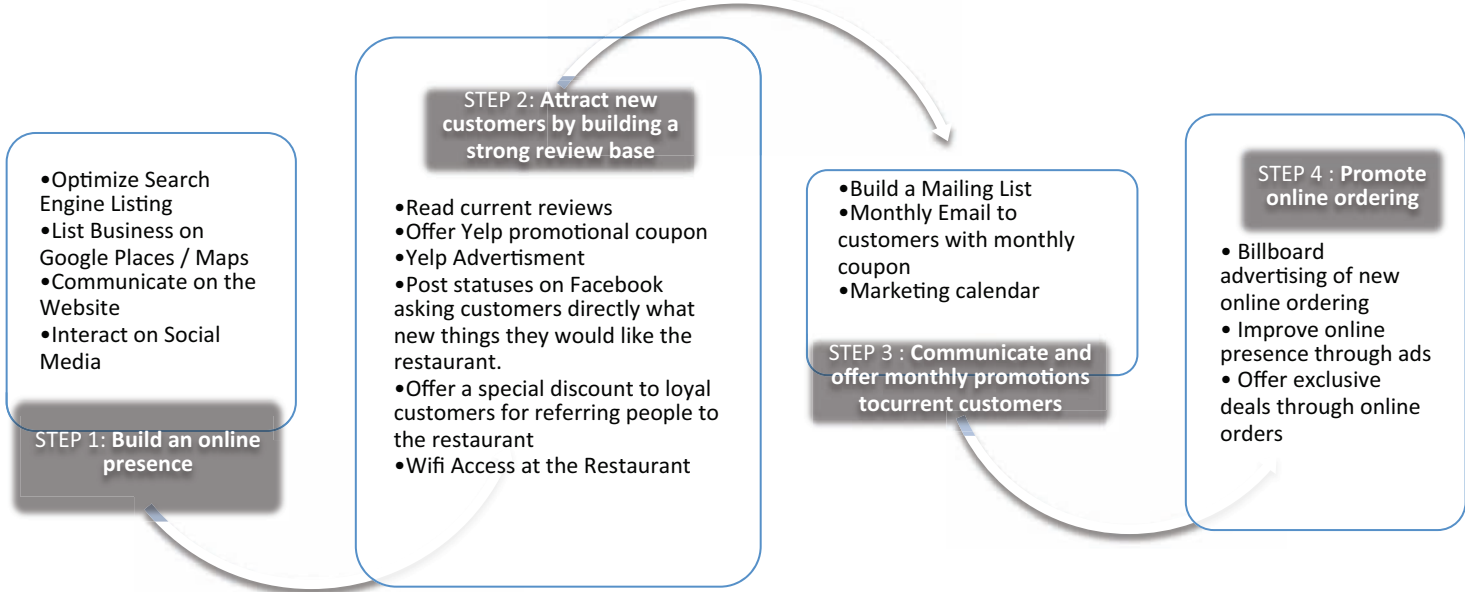 •Optimize Search
Engine Listing
•List Business on
Google Places / Maps
•Communicate on the
Website
•Interact on Social
Media
STEP 1: Build an online
presence
STEP 2: Attract new
customers by building a
strong review base
•Read current reviews
•Offer Yelp promotional coupon
•Yelp Advertisment
•Post statuses on Facebook
asking customers directly what
new things they would like the
restaurant.
•Offer a special discount to loyal
customers for referring people to
the restaurant
•Wifi Access at the Restaurant
•Build a Mailing List
•Monthly Email to
customers with monthly
coupon
•Marketing calendar
STEP 3 : Communicate and
offer monthly promotions
tocurrent customers
STEP 4 : Promote
online ordering
• Billboard
advertising of new
online ordering
• Improve online
presence through ads
• Offer exclusive
deals through online
orders